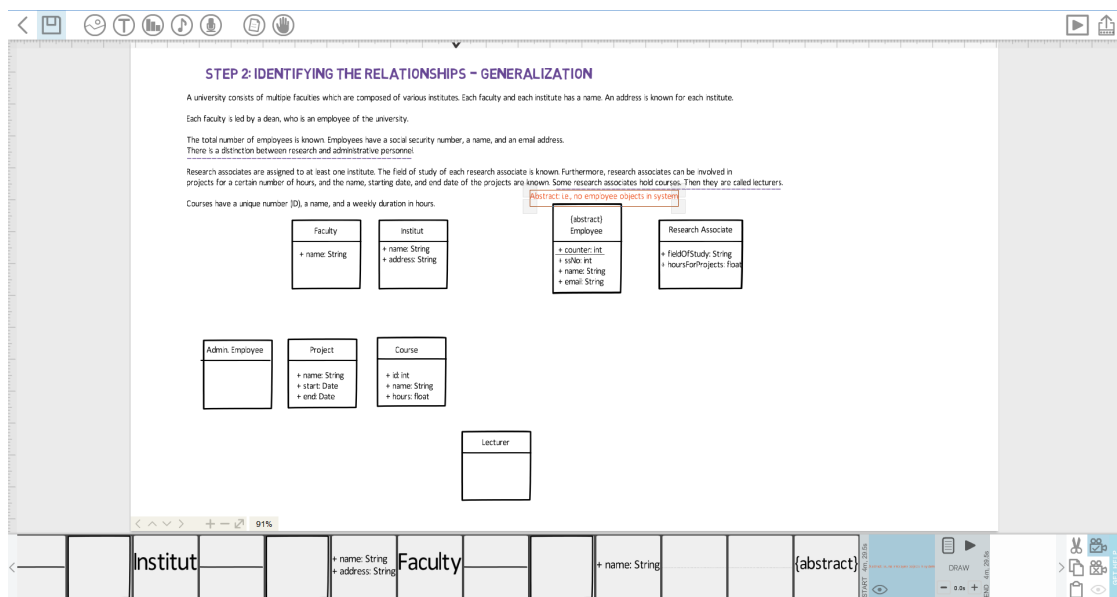 STEP 2: IDENTIFYING THE RELATIONSHIPS - GENERALIZATION
A university consists of multiple faculties which are composed of various institutes. Each faculty and each institute has a name. An address is known for each institute.
Each faculty is led by a dean, who is an employee of the university.
The total number of employees is known. Employees have a social security number, a name, and an email address.
There is a distinction between research and administrative personnel.
Research associates are assigned to at least one institute. The field of study of each research associate is known. Furthermore, research associates can be involved in
projects for a certain number of hours, and the name, starting date, and end date of the projects are known. Some research associates hold courses. Then they are called lecturers.
Abstract: i.e., no employee objects in system
Courses have a unique number (ID), a name, and a weekly duration in hours.
Faculty
+ name: String
Institut
+ name: String
+ address: String
{abstract}
Employee
+ counter: int
+ ssNo: int
+ name: String
+ email: String
Research Associate
+ fieldOfStudy: String
+ hoursForProjects: float
Admin. Employee
Project
+ name: String
+ start: Date
+ end: Date
Course
+ id: int
+ name: String
+ hours: float
Lecturer
91%
Institut
+ name: String
+ address: String
Faculty
+ name: String
{abstract}
START 4m. 29.5s
DRAW
0.0s
END 4m. 29.5s